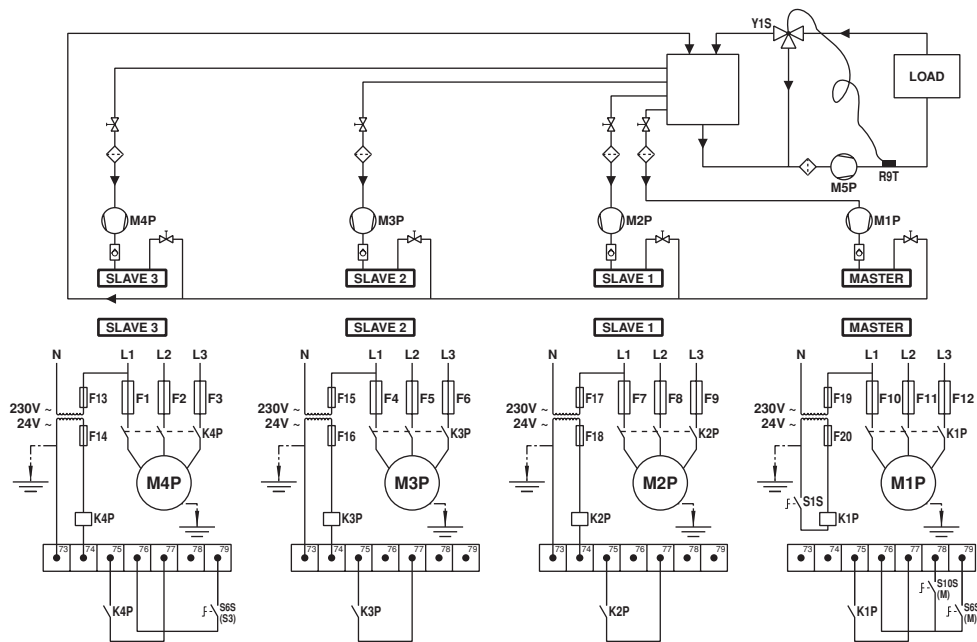 Y1S
LOAD
M5P
R9T
M4P
M3P
M2P
M1P
SLAVE 3
SLAVE 2
SLAVE 1
MASTER
SLAVE 3
SLAVE 2
SLAVE 1
MASTER
N L1 L2 L3
N L1 L2 L3
N L1 L2 L3
N L1 L2 L3
F13 F1 F2 F3
F15 F4 F5 F6
F17 F7 F8 F9
F19 F10 F11 F12
230V ~
24V ~
230V ~
24V ~
230V ~
24V ~
230V ~
24V ~
F14 K4P
F16 K3P
F18 K2P
F20 K1P
M4P
M3P
M2P
M1P
S1S
K4P
K3P
K2P
K1P
73 74 75 76 77 78 79
73 74 75 76 77 78 79
73 74 75 76 77 78 79
73 74 75 76 77 78 79
K4P
S6S
(S3)
K3P
K2P
K1P
S10S
(M)
S6S
(M)